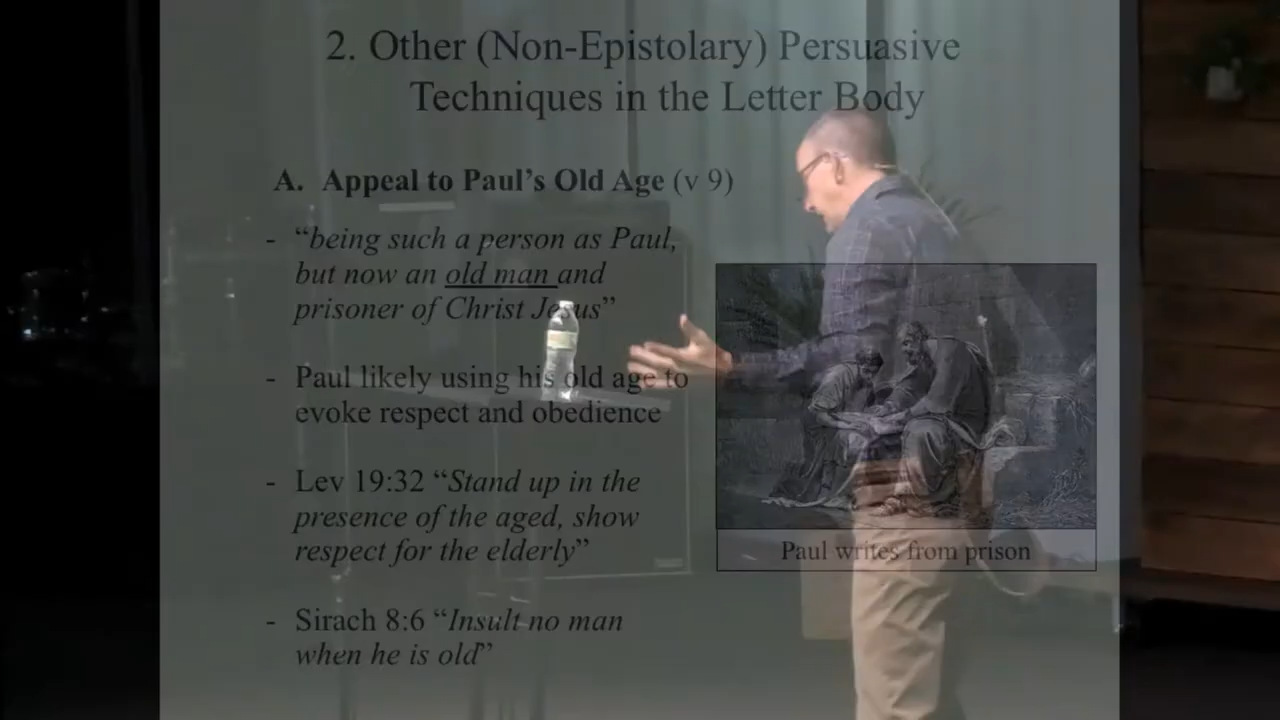 2. Other (Non-Epistolary) Persuasive
Techniques in the Letter Body
A. Appeal to Paul's Old Age (v 9)
- “being such a person as Paul,
but now an old man and
prisoner of Christ Jesus”
- Paul likely using his old age to
evoke respect and obedience
- Lev 19:32 “Stand up in the
presence of the aged, show
respect for the elderly”
- Sirach 8:6 “Insult no man
when he is old”
Paul writes from prison